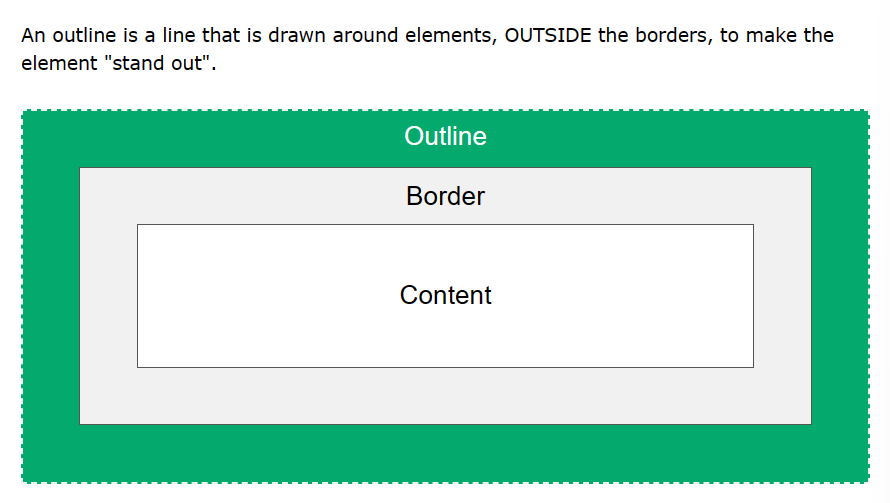 An outline is a line that is drawn around elements, OUTSIDE the borders, to make the
element "stand out".
Outline
Border
Content